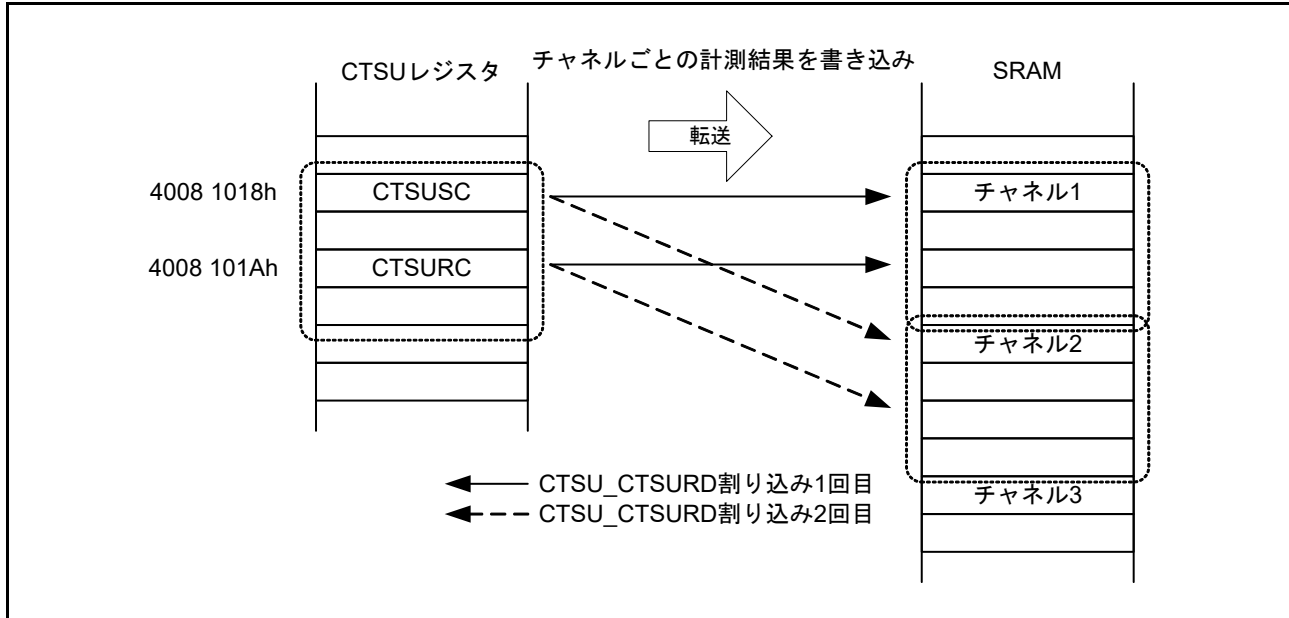 チャネルごとの計測結果を書き込み
CTSUレジスタ
SRAM
転送
4008 1018h
CTSUSC
チャネル1
4008 101Ah
CTSURC
チャネル2
CTSU_CTSURD割り込み1回目
チャネル3
CTSU_CTSURD割り込み2回目